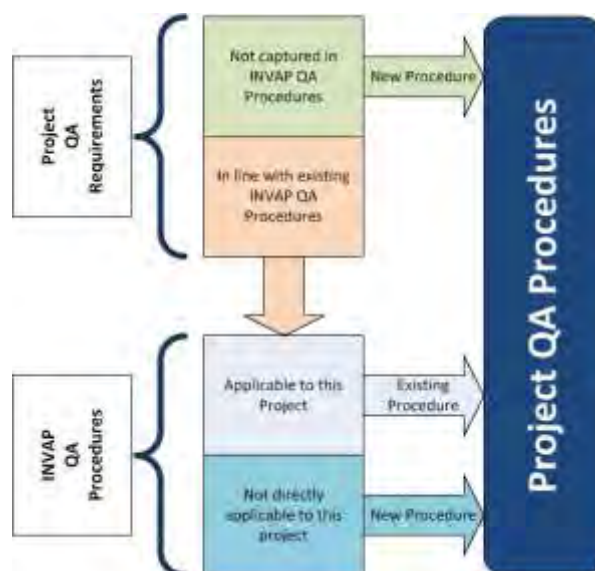 Project
QA
Requirements
Not captured in
INVAP QA
Procedures
New Procedure
In line with existing
INVAP QA
Procedures
INVAP
QA
Procedures
Applicable to this
Project
Existing
Procedure
Not directly
applicable to this
project
New Procedure
Project QA Procedures